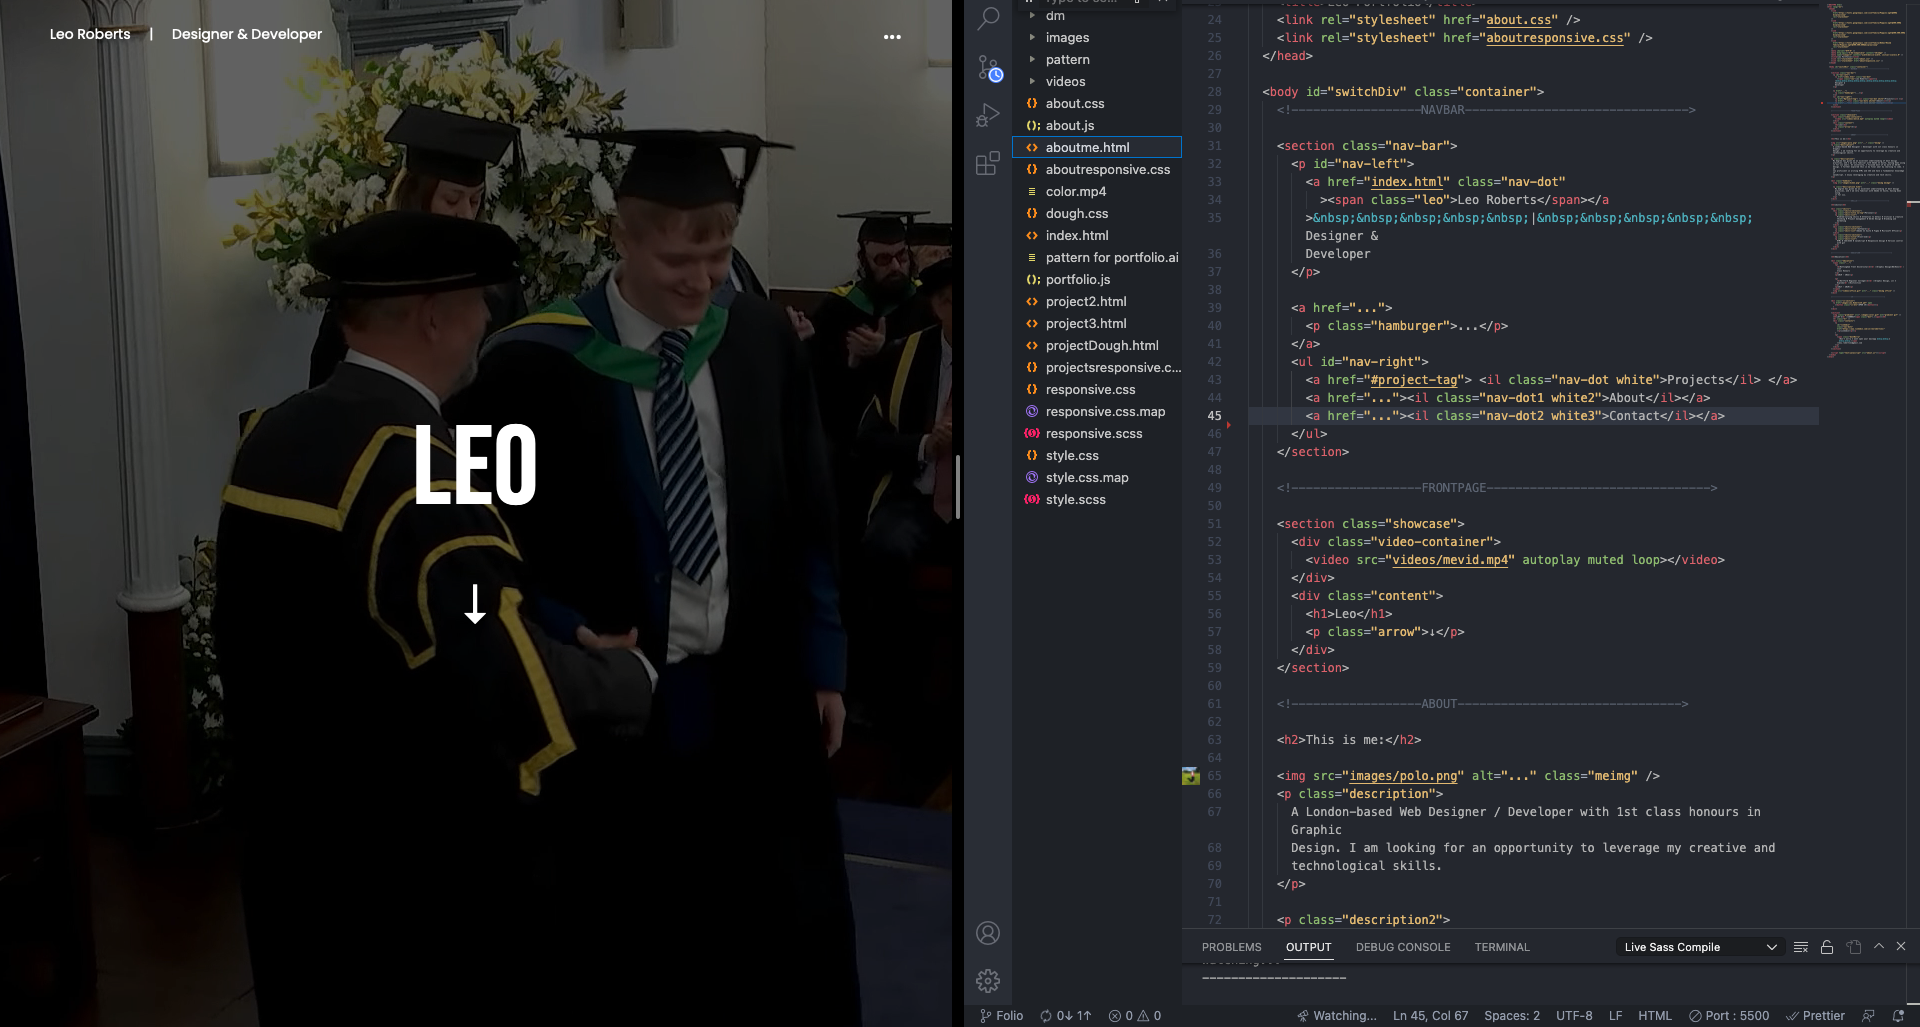 Leo Roberts | Designer & Developer
•••
LEO
↓
dm
images
pattern
videos
about.css
about.js
aboutme.html
aboutresponsive.css
color.mp4
dough.css
index.html
pattern for portfolio.ai
portfolio.js
project2.html
project3.html
projectDough.html
projectsresponsive.c...
responsive.css
responsive.css.map
responsive.scss
style.css
style.css.map
style.scss
24 <link rel="stylesheet" href="about.css" />
25 <link rel="stylesheet" href="aboutresponsive.css" />
26 </head>
27
28 <body id="switchDiv" class="container">
29 <!------------------NAVBAR------------------------------->
30
31 <section class="nav-bar">
32 <p id="nav-left">
33 <a href="index.html" class="nav-dot"
34 ><span class="leo">Leo Roberts</span></a
35 >&nbsp;&nbsp;&nbsp;&nbsp;&nbsp;|&nbsp;&nbsp;&nbsp;&nbsp;&nbsp;
Designer &
36 Developer
37 </p>
38
39 <a href="...">
40 <p class="hamburger">...</p>
41 </a>
42 <ul id="nav-right">
43 <a href="#project-tag"> <il class="nav-dot white">Projects</il> </a>
44 <a href="..."><il class="nav-dot1 white2">About</il></a>
45 <a href="..."><il class="nav-dot2 white3">Contact</il></a>
46 </ul>
47 </section>
48
49 <!------------------FRONTPAGE------------------------------->
50
51 <section class="showcase">
52 <div class="video-container">
53 <video src="videos/mevid.mp4" autoplay muted loop></video>
54 </div>
55 <div class="content">
56 <h1>Leo</h1>
57 <p class="arrow">↓</p>
58 </div>
59 </section>
60
61 <!------------------ABOUT------------------------------->
62
63 <h2>This is me:</h2>
64
65 <img src="images/polo.png" alt="..." class="meimg" />
66 <p class="description">
67 A London-based Web Designer / Developer with 1st class honours in
Graphic
68 Design. I am looking for an opportunity to leverage my creative and
69 technological skills.
70 </p>
71
72 <p class="description2">
PROBLEMS OUTPUT DEBUG CONSOLE TERMINAL Live Sass Compile
--------------------
Folio 0↓ 1↑ 0 0 Watching... Ln 45, Col 67 Spaces: 2 UTF-8 LF HTML Port : 5500 Prettier